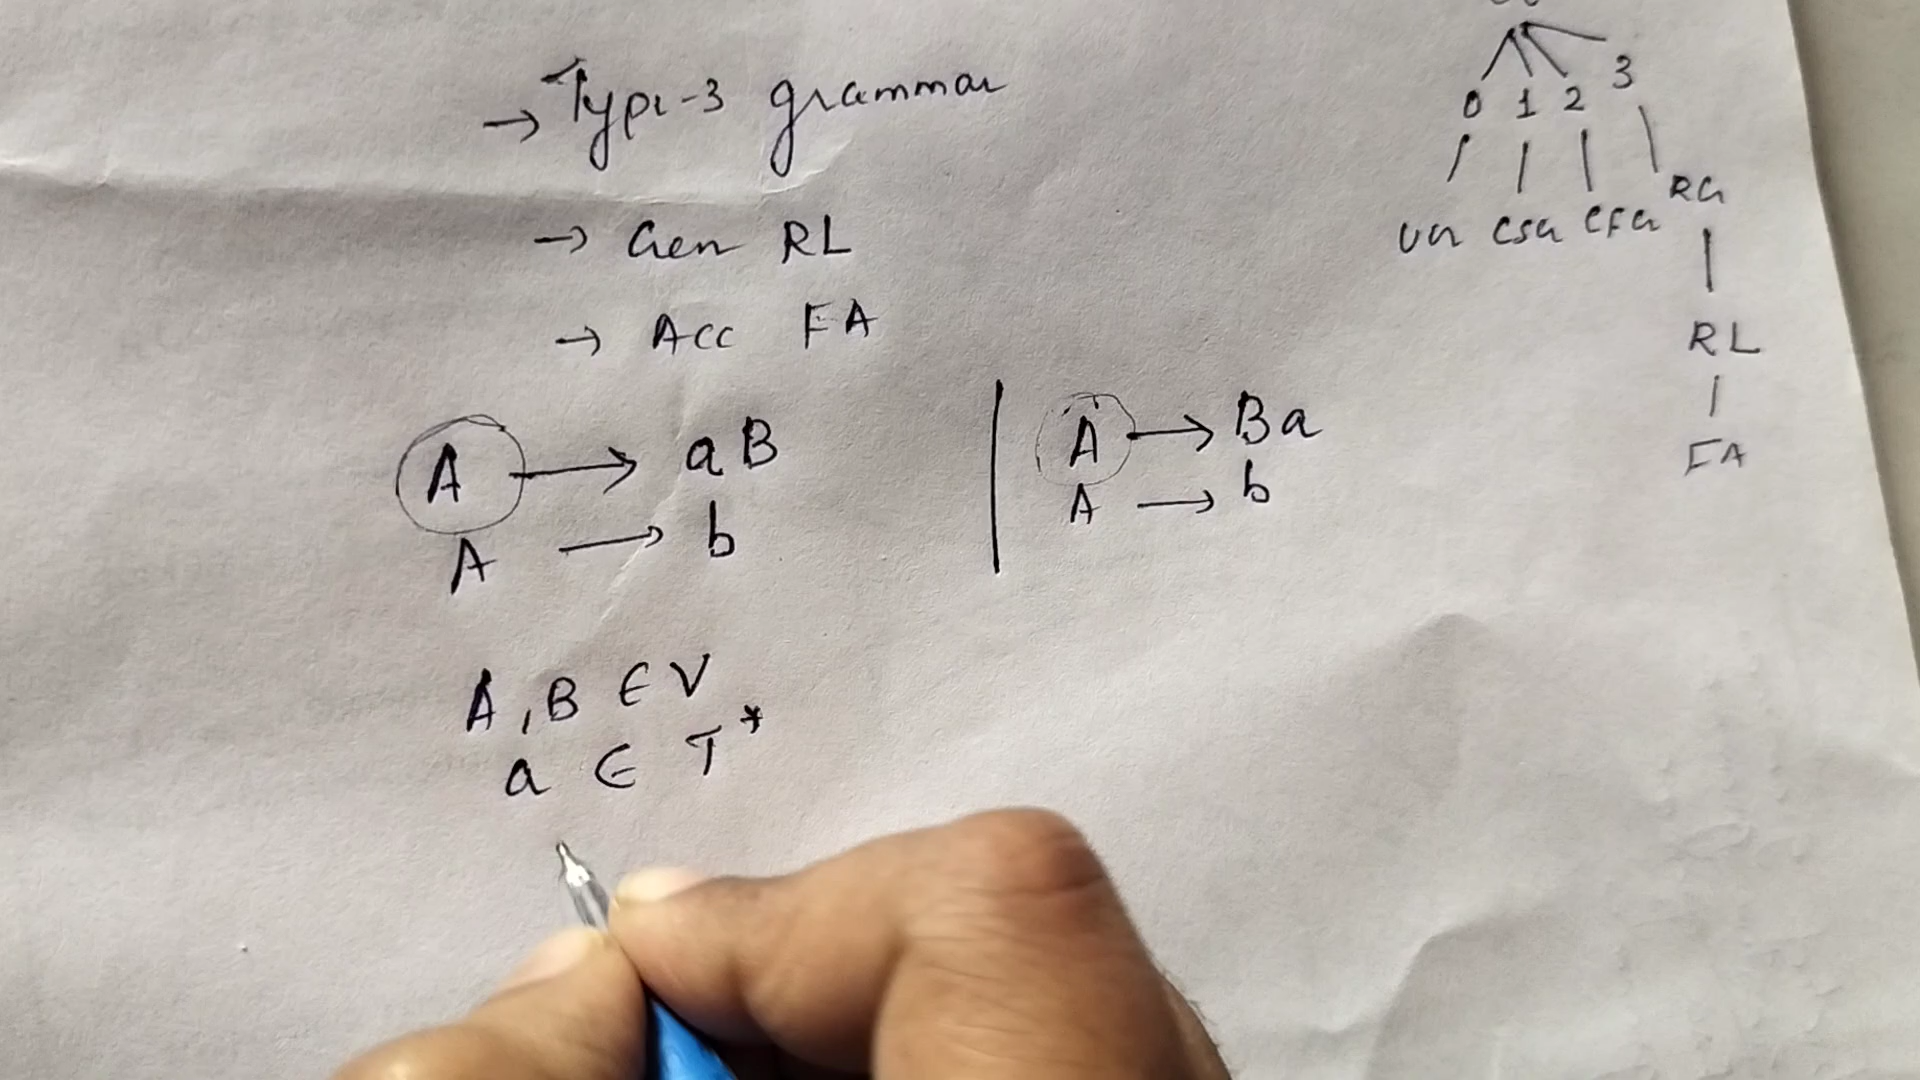 → Type-3 grammar
→ Gen RL
→ Acc FA
A → aB
A → b
A → Ba
A → b
A, B ∈ V
a ∈ T*
0 1 2 3
UG CSG CFG RG
RL
FA